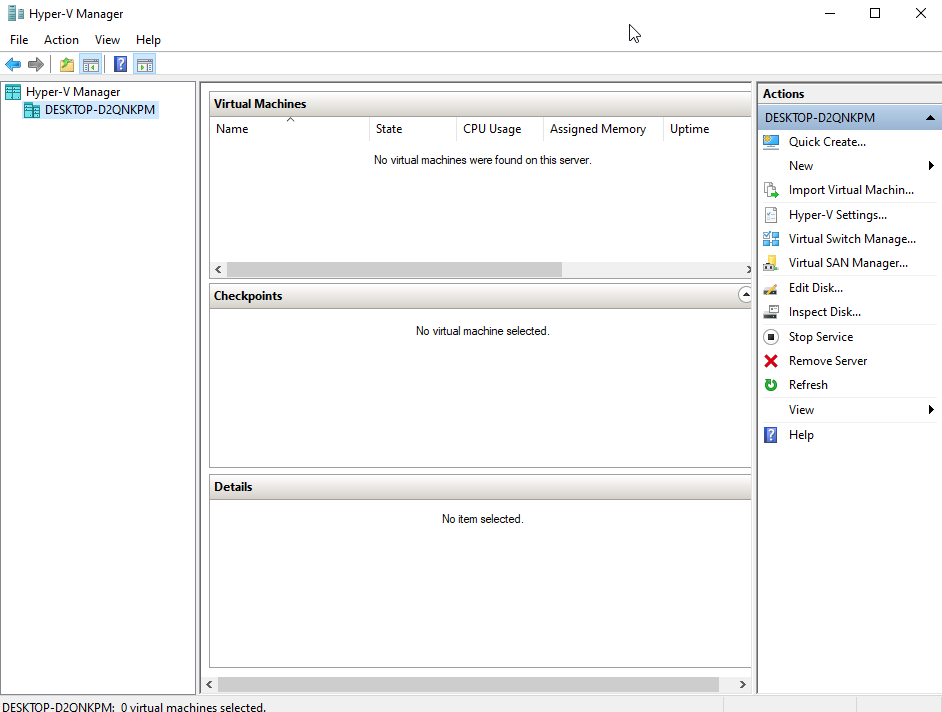 Hyper-V Manager
File Action View Help
Hyper-V Manager
DESKTOP-D2QNKPM
Virtual Machines
Name State CPU Usage Assigned Memory Uptime
No virtual machines were found on this server.
Checkpoints
No virtual machine selected.
Details
No item selected.
Actions
DESKTOP-D2QNKPM
Quick Create...
New
Import Virtual Machin...
Hyper-V Settings...
Virtual Switch Manage...
Virtual SAN Manager...
Edit Disk...
Inspect Disk...
Stop Service
Remove Server
Refresh
View
Help
DESKTOP-D2QNKPM: 0 virtual machines selected.